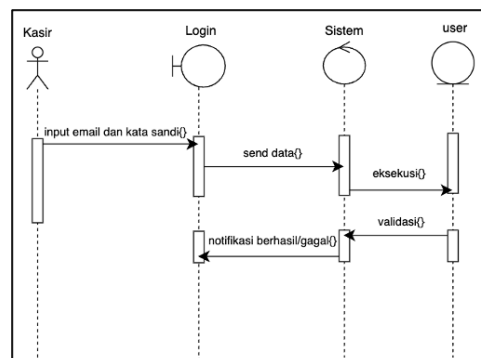 Kasir
Login
Sistem
user
input email dan kata sandi{}
send data{}
eksekusi{}
validasi{}
notifikasi berhasil/gagal{}